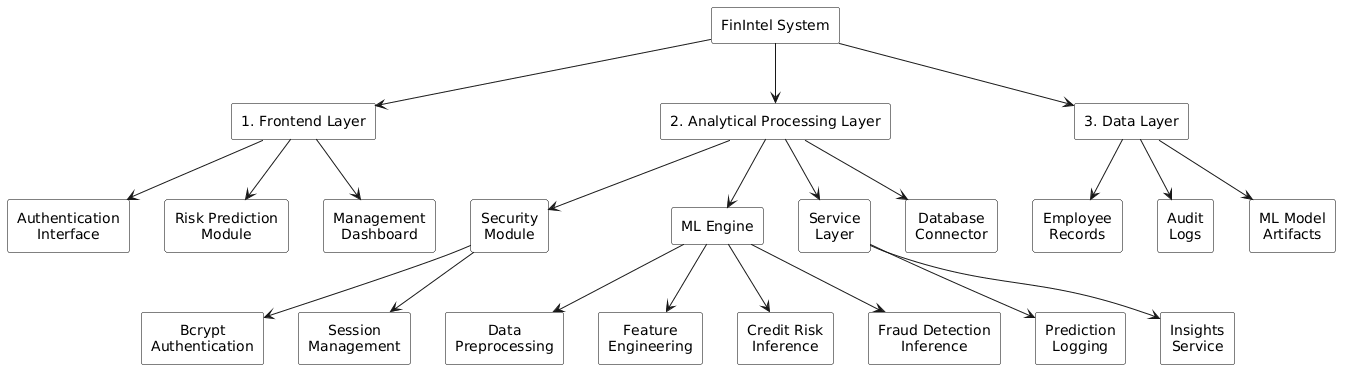 FinIntel System
1. Frontend Layer
2. Analytical Processing Layer
3. Data Layer
Authentication
Interface
Risk Prediction
Module
Management
Dashboard
Security
Module
ML Engine
Service
Layer
Database
Connector
Employee
Records
Audit
Logs
ML Model
Artifacts
Bcrypt
Authentication
Session
Management
Data
Preprocessing
Feature
Engineering
Credit Risk
Inference
Fraud Detection
Inference
Prediction
Logging
Insights
Service